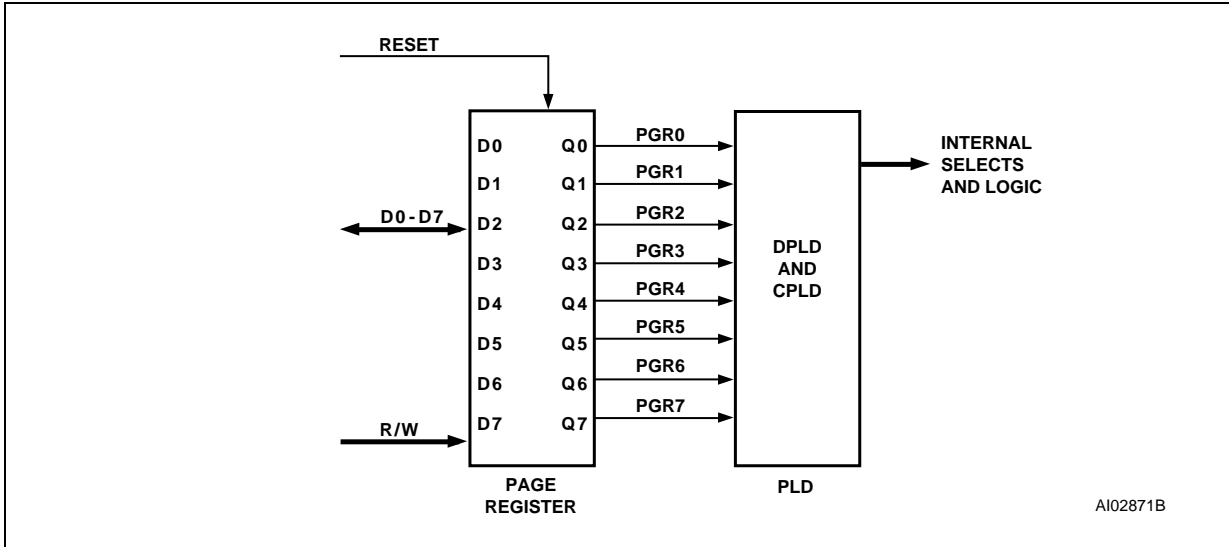 RESET
D0 Q0 PGR0
D1 Q1 PGR1
D0-D7 D2 Q2 PGR2
D3 Q3 PGR3
D4 Q4 PGR4
D5 Q5 PGR5
D6 Q6 PGR6
R/W D7 Q7 PGR7
DPLD
AND
CPLD
INTERNAL
SELECTS
AND LOGIC
PAGE
REGISTER
PLD
AI02871B